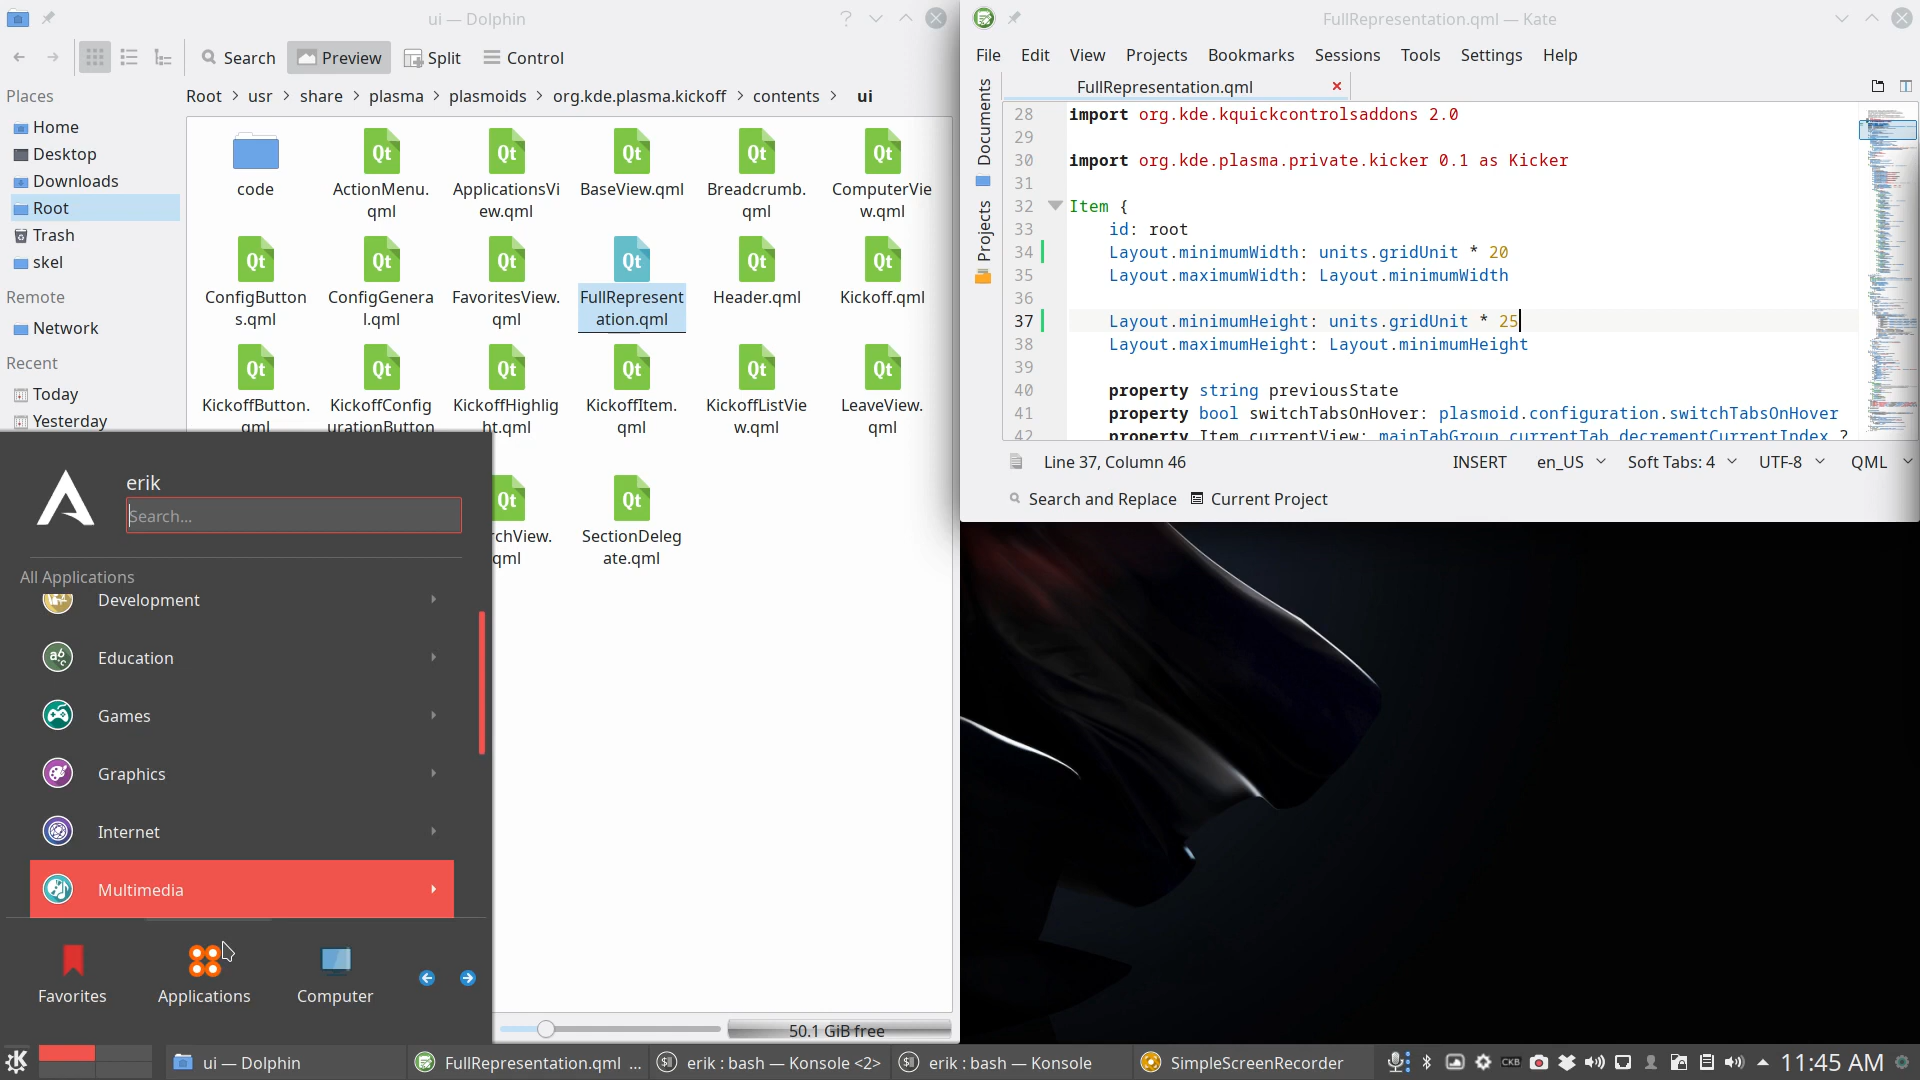 ui — Dolphin
Search
Preview
Split
Control
Places
Home
Desktop
Downloads
Root
Trash
skel
Remote
Network
Recent
Today
Yesterday
Root > usr > share > plasma > plasmoids > org.kde.plasma.kickoff > contents > ui
code
ActionMenu.
qml
ApplicationsVi
ew.qml
BaseView.qml
Breadcrumb.
qml
ComputerVie
w.qml
ConfigButton
s.qml
ConfigGenera
l.qml
FavoritesView.
qml
FullRepresent
ation.qml
Header.qml
Kickoff.qml
KickoffButton.
qml
KickoffConfig
urationButton
KickoffHighlig
ht.qml
KickoffItem.
qml
KickoffListVie
w.qml
LeaveView.
qml
rchView.
qml
SectionDeleg
ate.qml
50.1 GiB free
erik
Search...
All Applications
Development
Education
Games
Graphics
Internet
Multimedia
Favorites
Applications
Computer
FullRepresentation.qml — Kate
File Edit View Projects Bookmarks Sessions Tools Settings Help
Documents
Projects
FullRepresentation.qml
28 import org.kde.kquickcontrolsaddons 2.0
29
30 import org.kde.plasma.private.kicker 0.1 as Kicker
31
32 Item {
33 id: root
34 Layout.minimumWidth: units.gridUnit * 20
35 Layout.maximumWidth: Layout.minimumWidth
36
37 Layout.minimumHeight: units.gridUnit * 25
38 Layout.maximumHeight: Layout.minimumHeight
39
40 property string previousState
41 property bool switchTabsOnHover: plasmoid.configuration.switchTabsOnHover
42 property Item currentView: mainTabGroup.currentTab.decrementCurrentIndex ?
Line 37, Column 46
INSERT
en_US
Soft Tabs: 4
UTF-8
QML
Search and Replace
Current Project
ui — Dolphin
FullRepresentation.qml ...
erik : bash — Konsole <2>
erik : bash — Konsole
SimpleScreenRecorder
CKB
11:45 AM